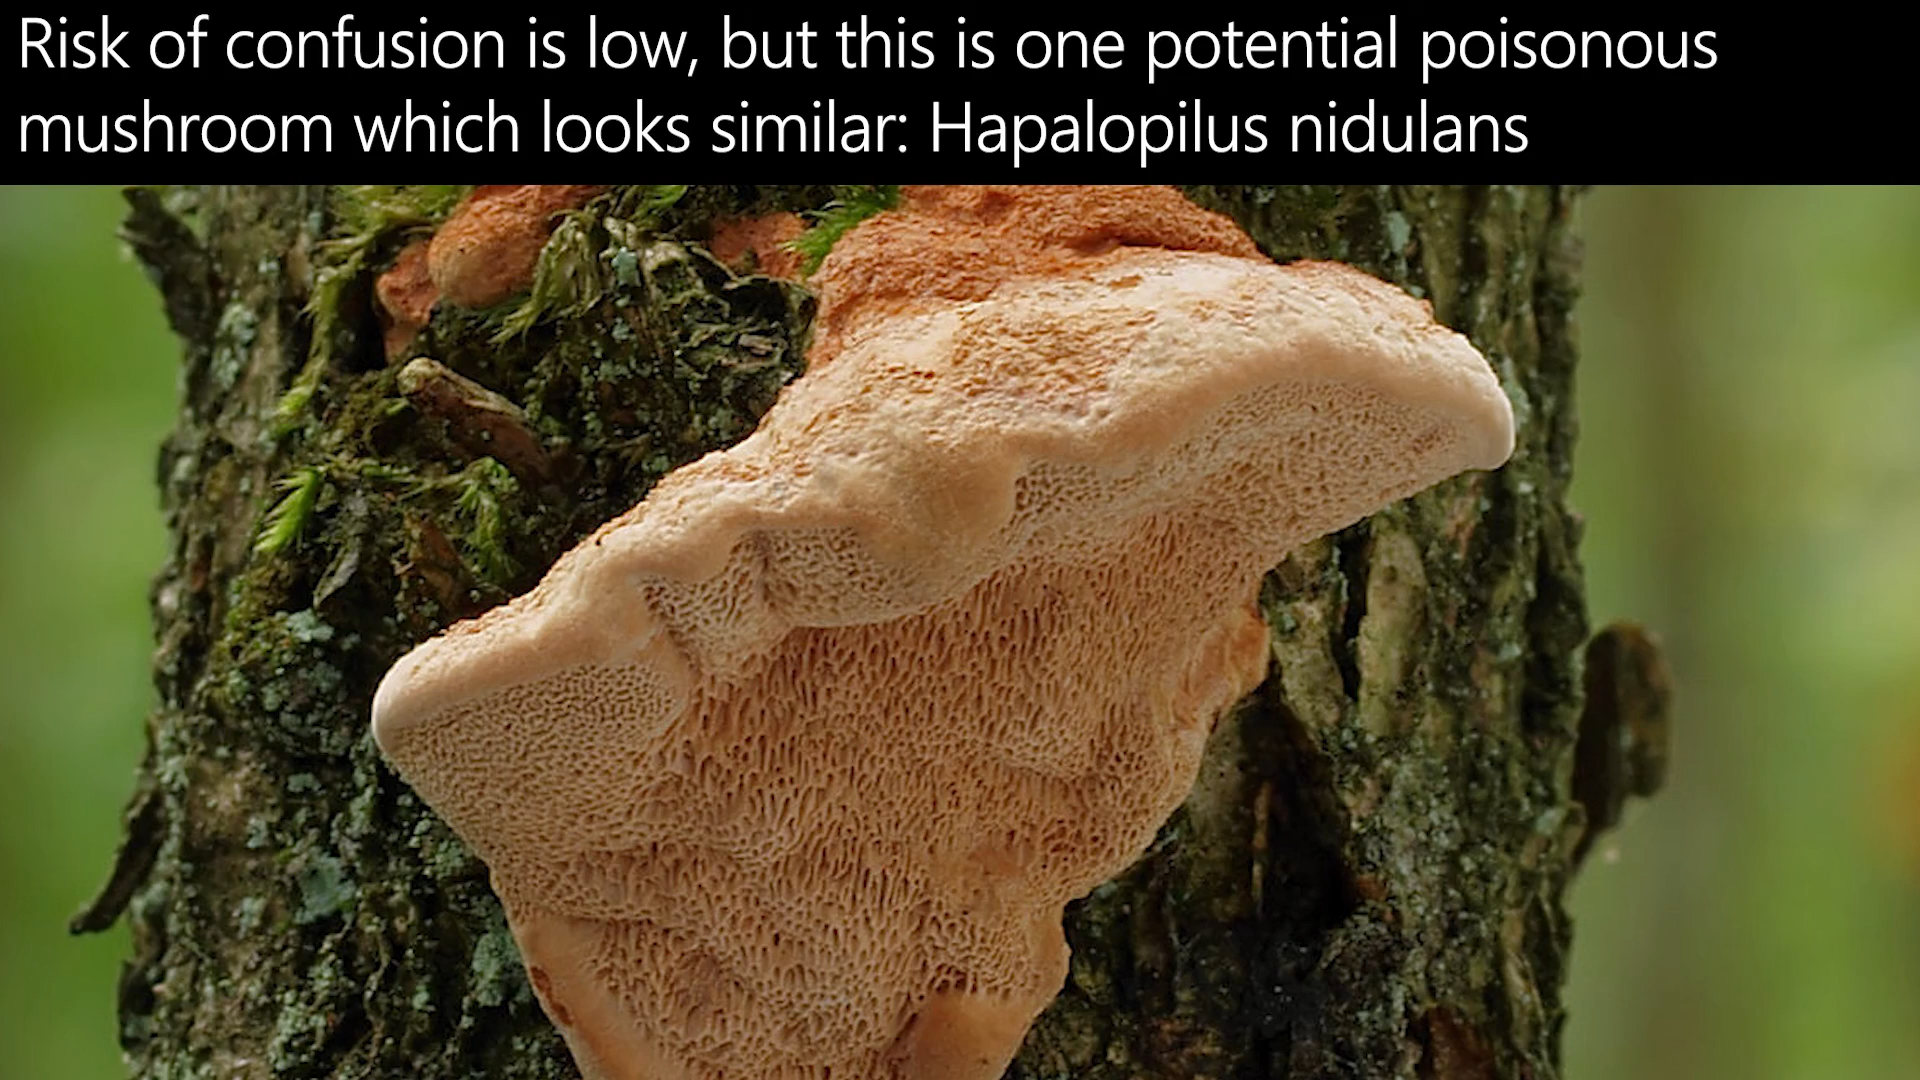 Risk of confusion is low, but this is one potential poisonous
mushroom which looks similar: Hapalopilus nidulans